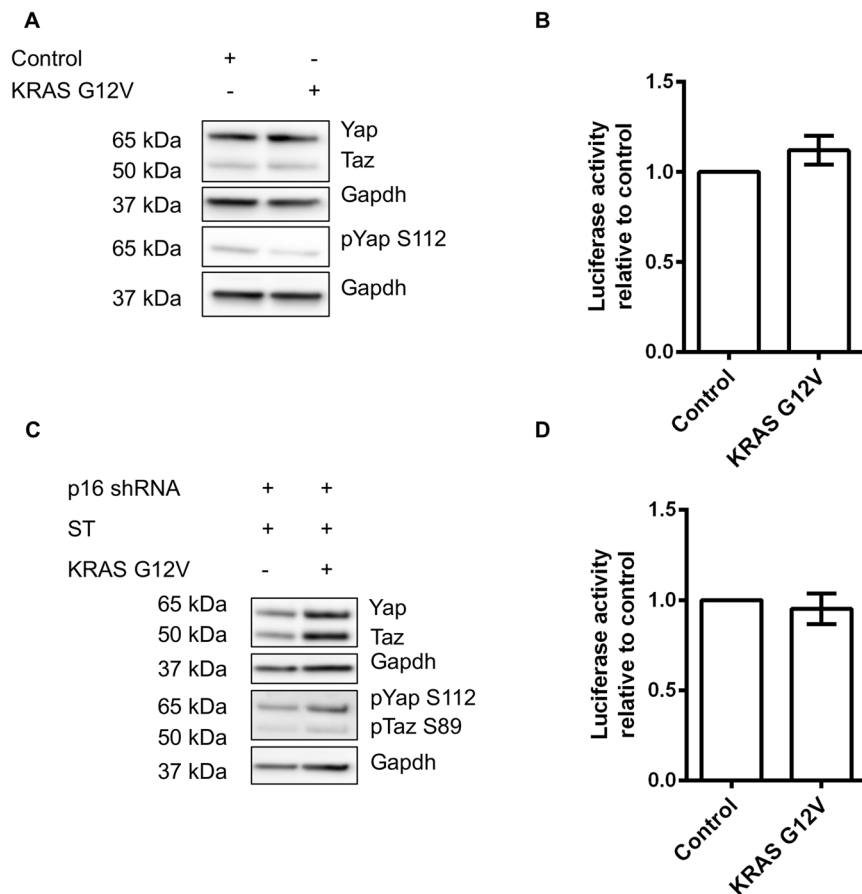 A
Control + -
KRAS G12V - +
65 kDa Yap
50 kDa Taz
37 kDa Gapdh
65 kDa pYap S112
37 kDa Gapdh
B
Luciferase activity
relative to control
1.5
1.0
0.5
0.0
Control
KRAS G12V
C
p16 shRNA + +
ST + +
KRAS G12V - +
65 kDa Yap
50 kDa Taz
37 kDa Gapdh
65 kDa pYap S112
50 kDa pTaz S89
37 kDa Gapdh
D
Luciferase activity
relative to control
1.5
1.0
0.5
0.0
Control
KRAS G12V